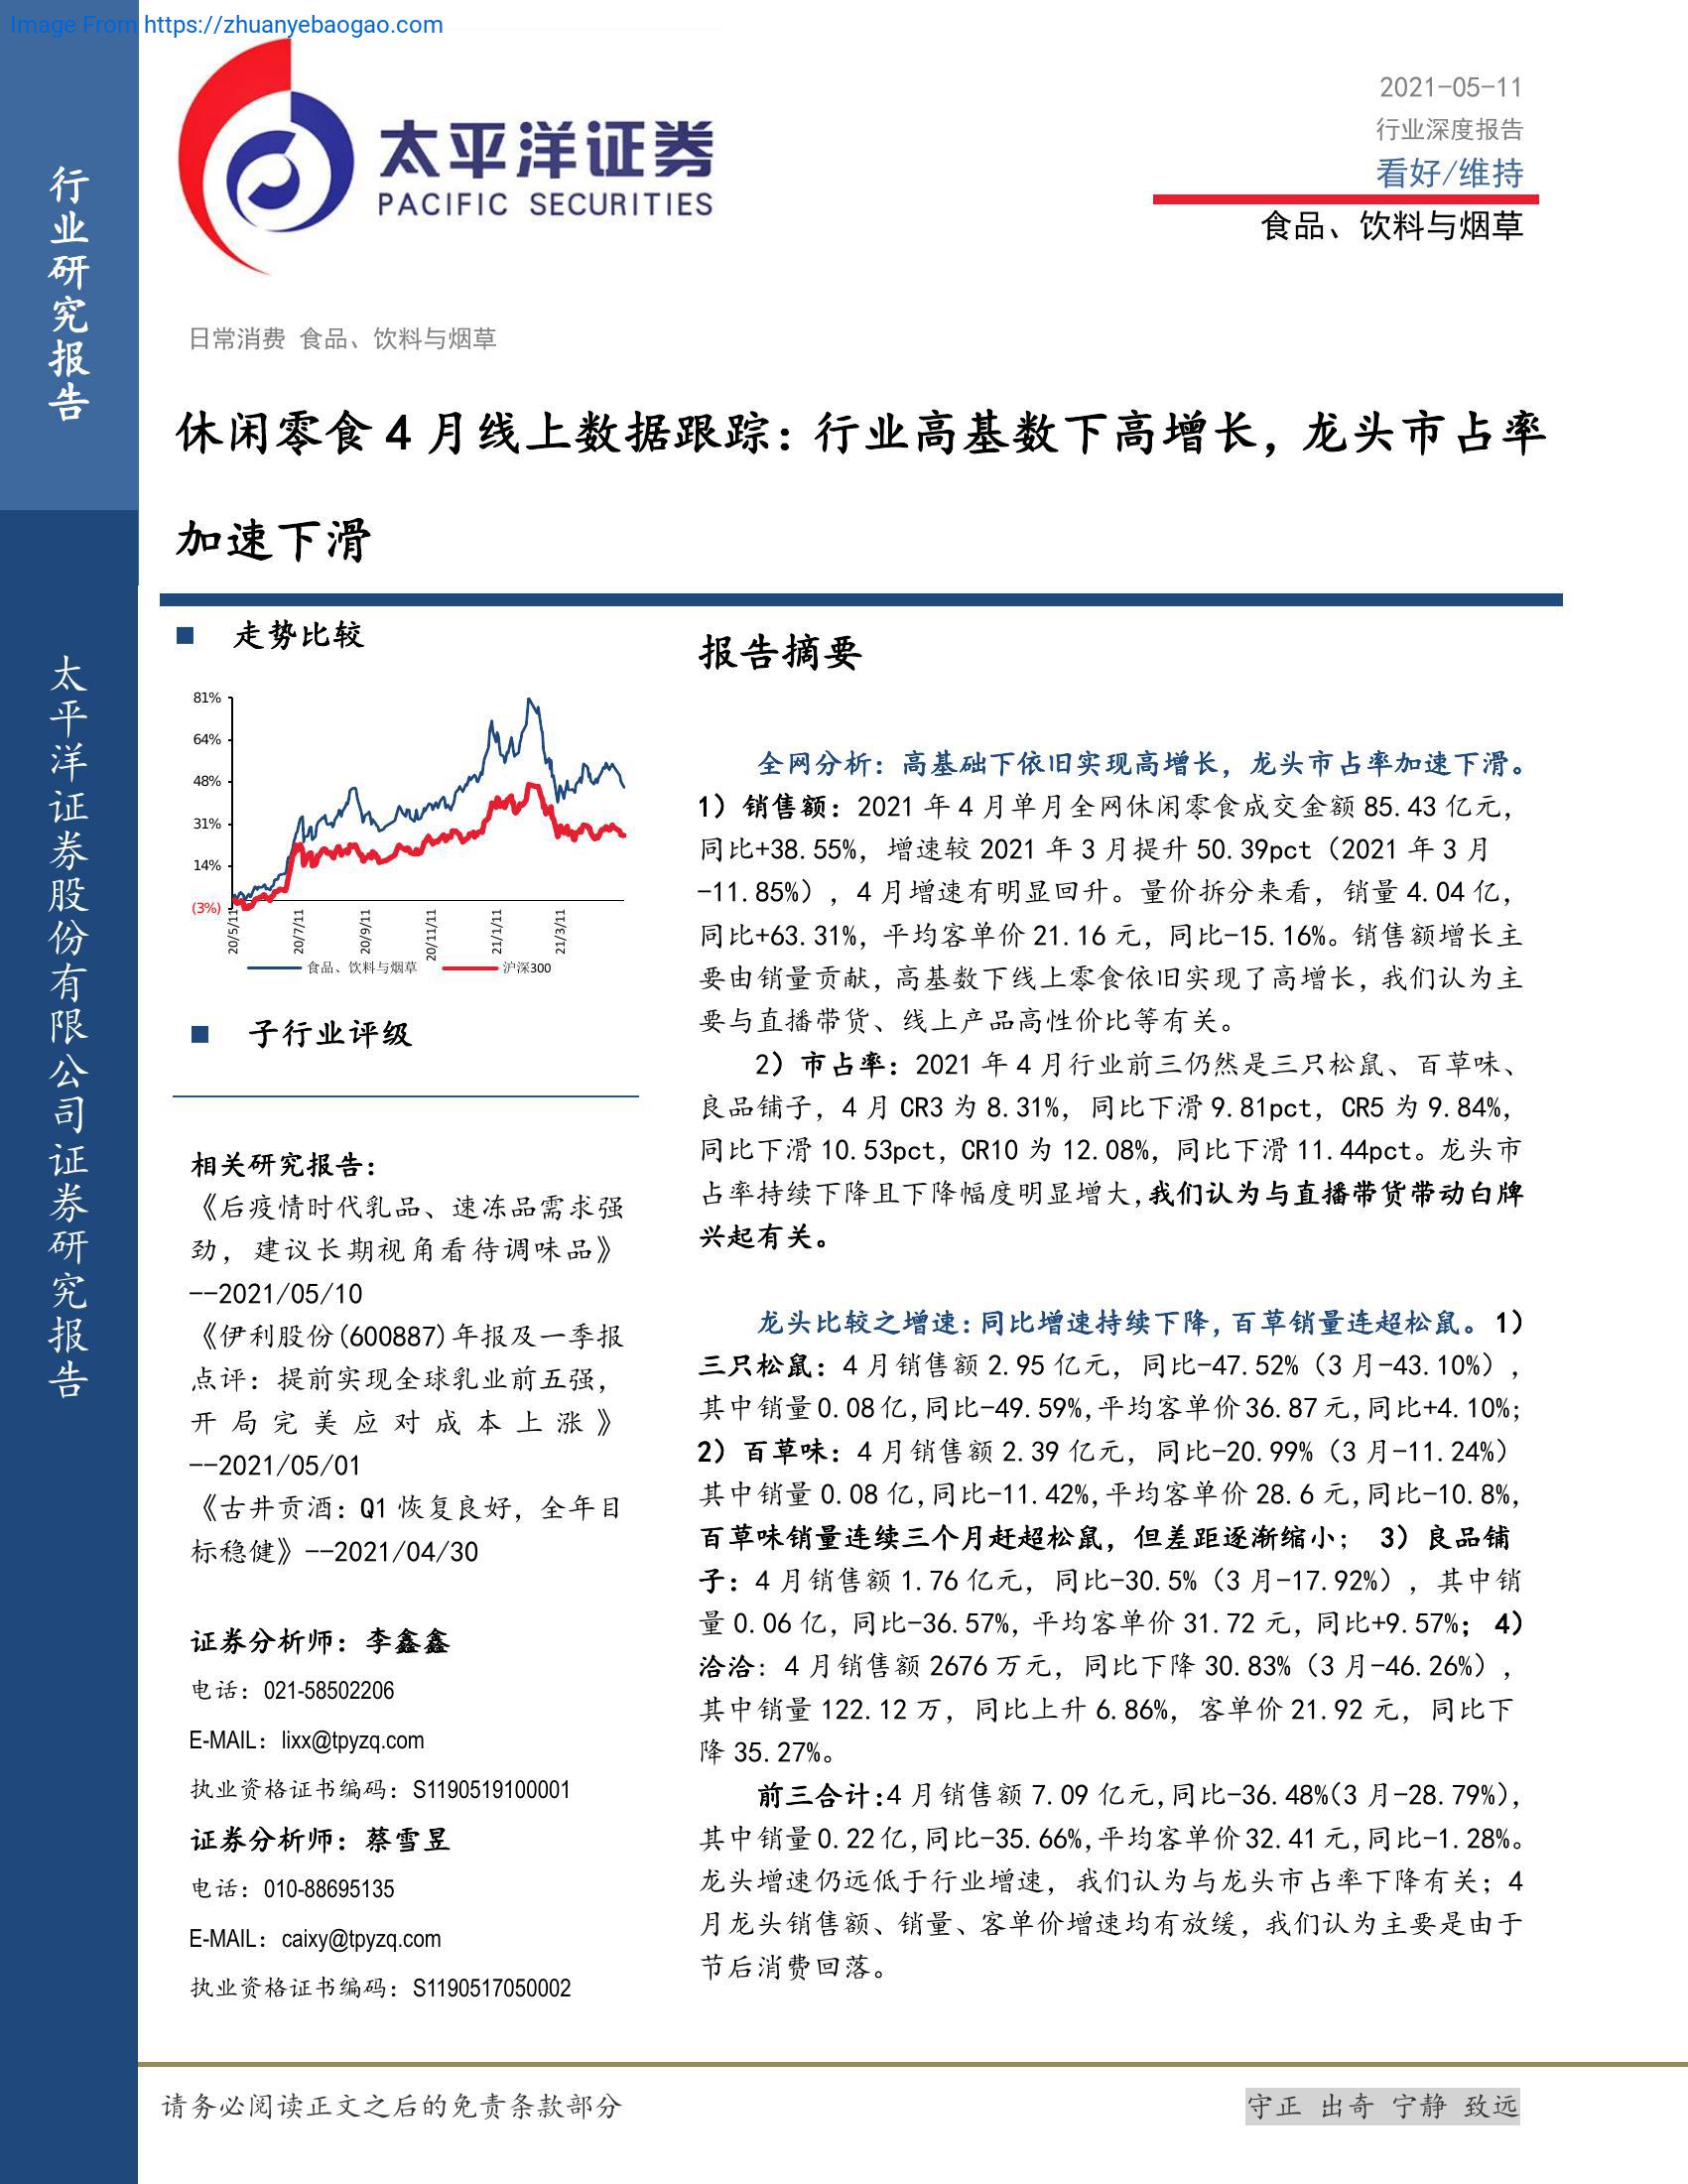 Image From https://zhuanyebaogao.com
行业研究报告
太平洋证券股份有限公司证券研究报告
太平洋证券
PACIFIC SECURITIES
2021-05-11
行业深度报告
看好/维持
食品、饮料与烟草
日常消费 食品、饮料与烟草
休闲零食 4 月线上数据跟踪：行业高基数下高增长，龙头市占率
加速下滑
■ 走势比较
81%
64%
48%
31%
14%
(3%)
20/5/11
20/7/11
20/9/11
20/11/11
21/1/11
21/3/11
食品、饮料与烟草 沪深300
■ 子行业评级
相关研究报告：
《后疫情时代乳品、速冻品需求强
劲，建议长期视角看待调味品》
--2021/05/10
《伊利股份(600887)年报及一季报
点评：提前实现全球乳业前五强，
开局完美应对成本上涨》
--2021/05/01
《古井贡酒：Q1 恢复良好，全年目
标稳健》--2021/04/30
证券分析师：李鑫鑫
电话：021-58502206
E-MAIL：lixx@tpyzq.com
执业资格证书编码：S1190519100001
证券分析师：蔡雪昱
电话：010-88695135
E-MAIL：caixy@tpyzq.com
执业资格证书编码：S1190517050002
报告摘要
全网分析：高基础下依旧实现高增长，龙头市占率加速下滑。
1）销售额：2021 年 4 月单月全网休闲零食成交金额 85.43 亿元，
同比+38.55%，增速较 2021 年 3 月提升 50.39pct（2021 年 3 月
-11.85%），4 月增速有明显回升。量价拆分来看，销量 4.04 亿，
同比+63.31%，平均客单价 21.16 元，同比-15.16%。销售额增长主
要由销量贡献，高基数下线上零食依旧实现了高增长，我们认为主
要与直播带货、线上产品高性价比等有关。
2）市占率：2021 年 4 月行业前三仍然是三只松鼠、百草味、
良品铺子，4 月 CR3 为 8.31%，同比下滑 9.81pct，CR5 为 9.84%，
同比下滑 10.53pct，CR10 为 12.08%，同比下滑 11.44pct。龙头市
占率持续下降且下降幅度明显增大，我们认为与直播带货带动白牌
兴起有关。
龙头比较之增速：同比增速持续下降，百草销量连超松鼠。1）
三只松鼠：4 月销售额 2.95 亿元，同比-47.52%（3 月-43.10%），
其中销量 0.08 亿，同比-49.59%，平均客单价 36.87 元，同比+4.10%；
2）百草味：4 月销售额 2.39 亿元，同比-20.99%（3 月-11.24%）
其中销量 0.08 亿，同比-11.42%，平均客单价 28.6 元，同比-10.8%，
百草味销量连续三个月赶超松鼠，但差距逐渐缩小； 3）良品铺
子：4 月销售额 1.76 亿元，同比-30.5%（3 月-17.92%），其中销
量 0.06 亿，同比-36.57%，平均客单价 31.72 元，同比+9.57%；4）
洽洽：4 月销售额 2676 万元，同比下降 30.83%（3 月-46.26%），
其中销量 122.12 万，同比上升 6.86%，客单价 21.92 元，同比下
降 35.27%。
前三合计：4 月销售额 7.09 亿元，同比-36.48%（3 月-28.79%），
其中销量 0.22 亿，同比-35.66%，平均客单价 32.41 元，同比-1.28%。
龙头增速仍远低于行业增速，我们认为与龙头市占率下降有关；4
月龙头销售额、销量、客单价增速均有放缓，我们认为主要是由于
节后消费回落。
请务必阅读正文之后的免责条款部分
守正 出奇 宁静 致远